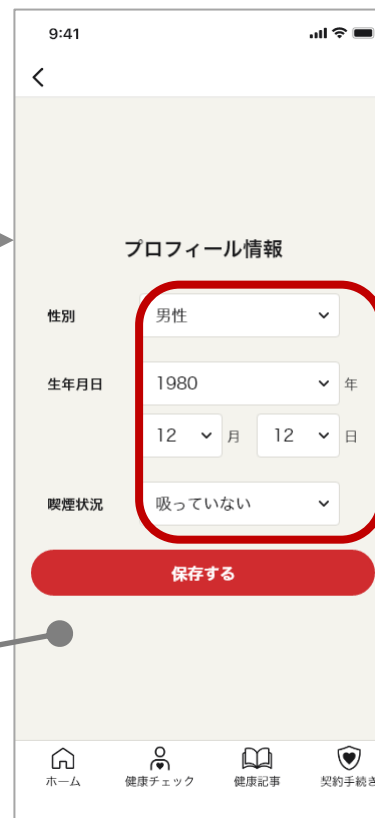 9:41
プロフィール情報
性別 男性
生年月日 1980 年
12 月 12 日
喫煙状況 吸っていない
保存する
ホーム 健康チェック 健康記事 契約手続き